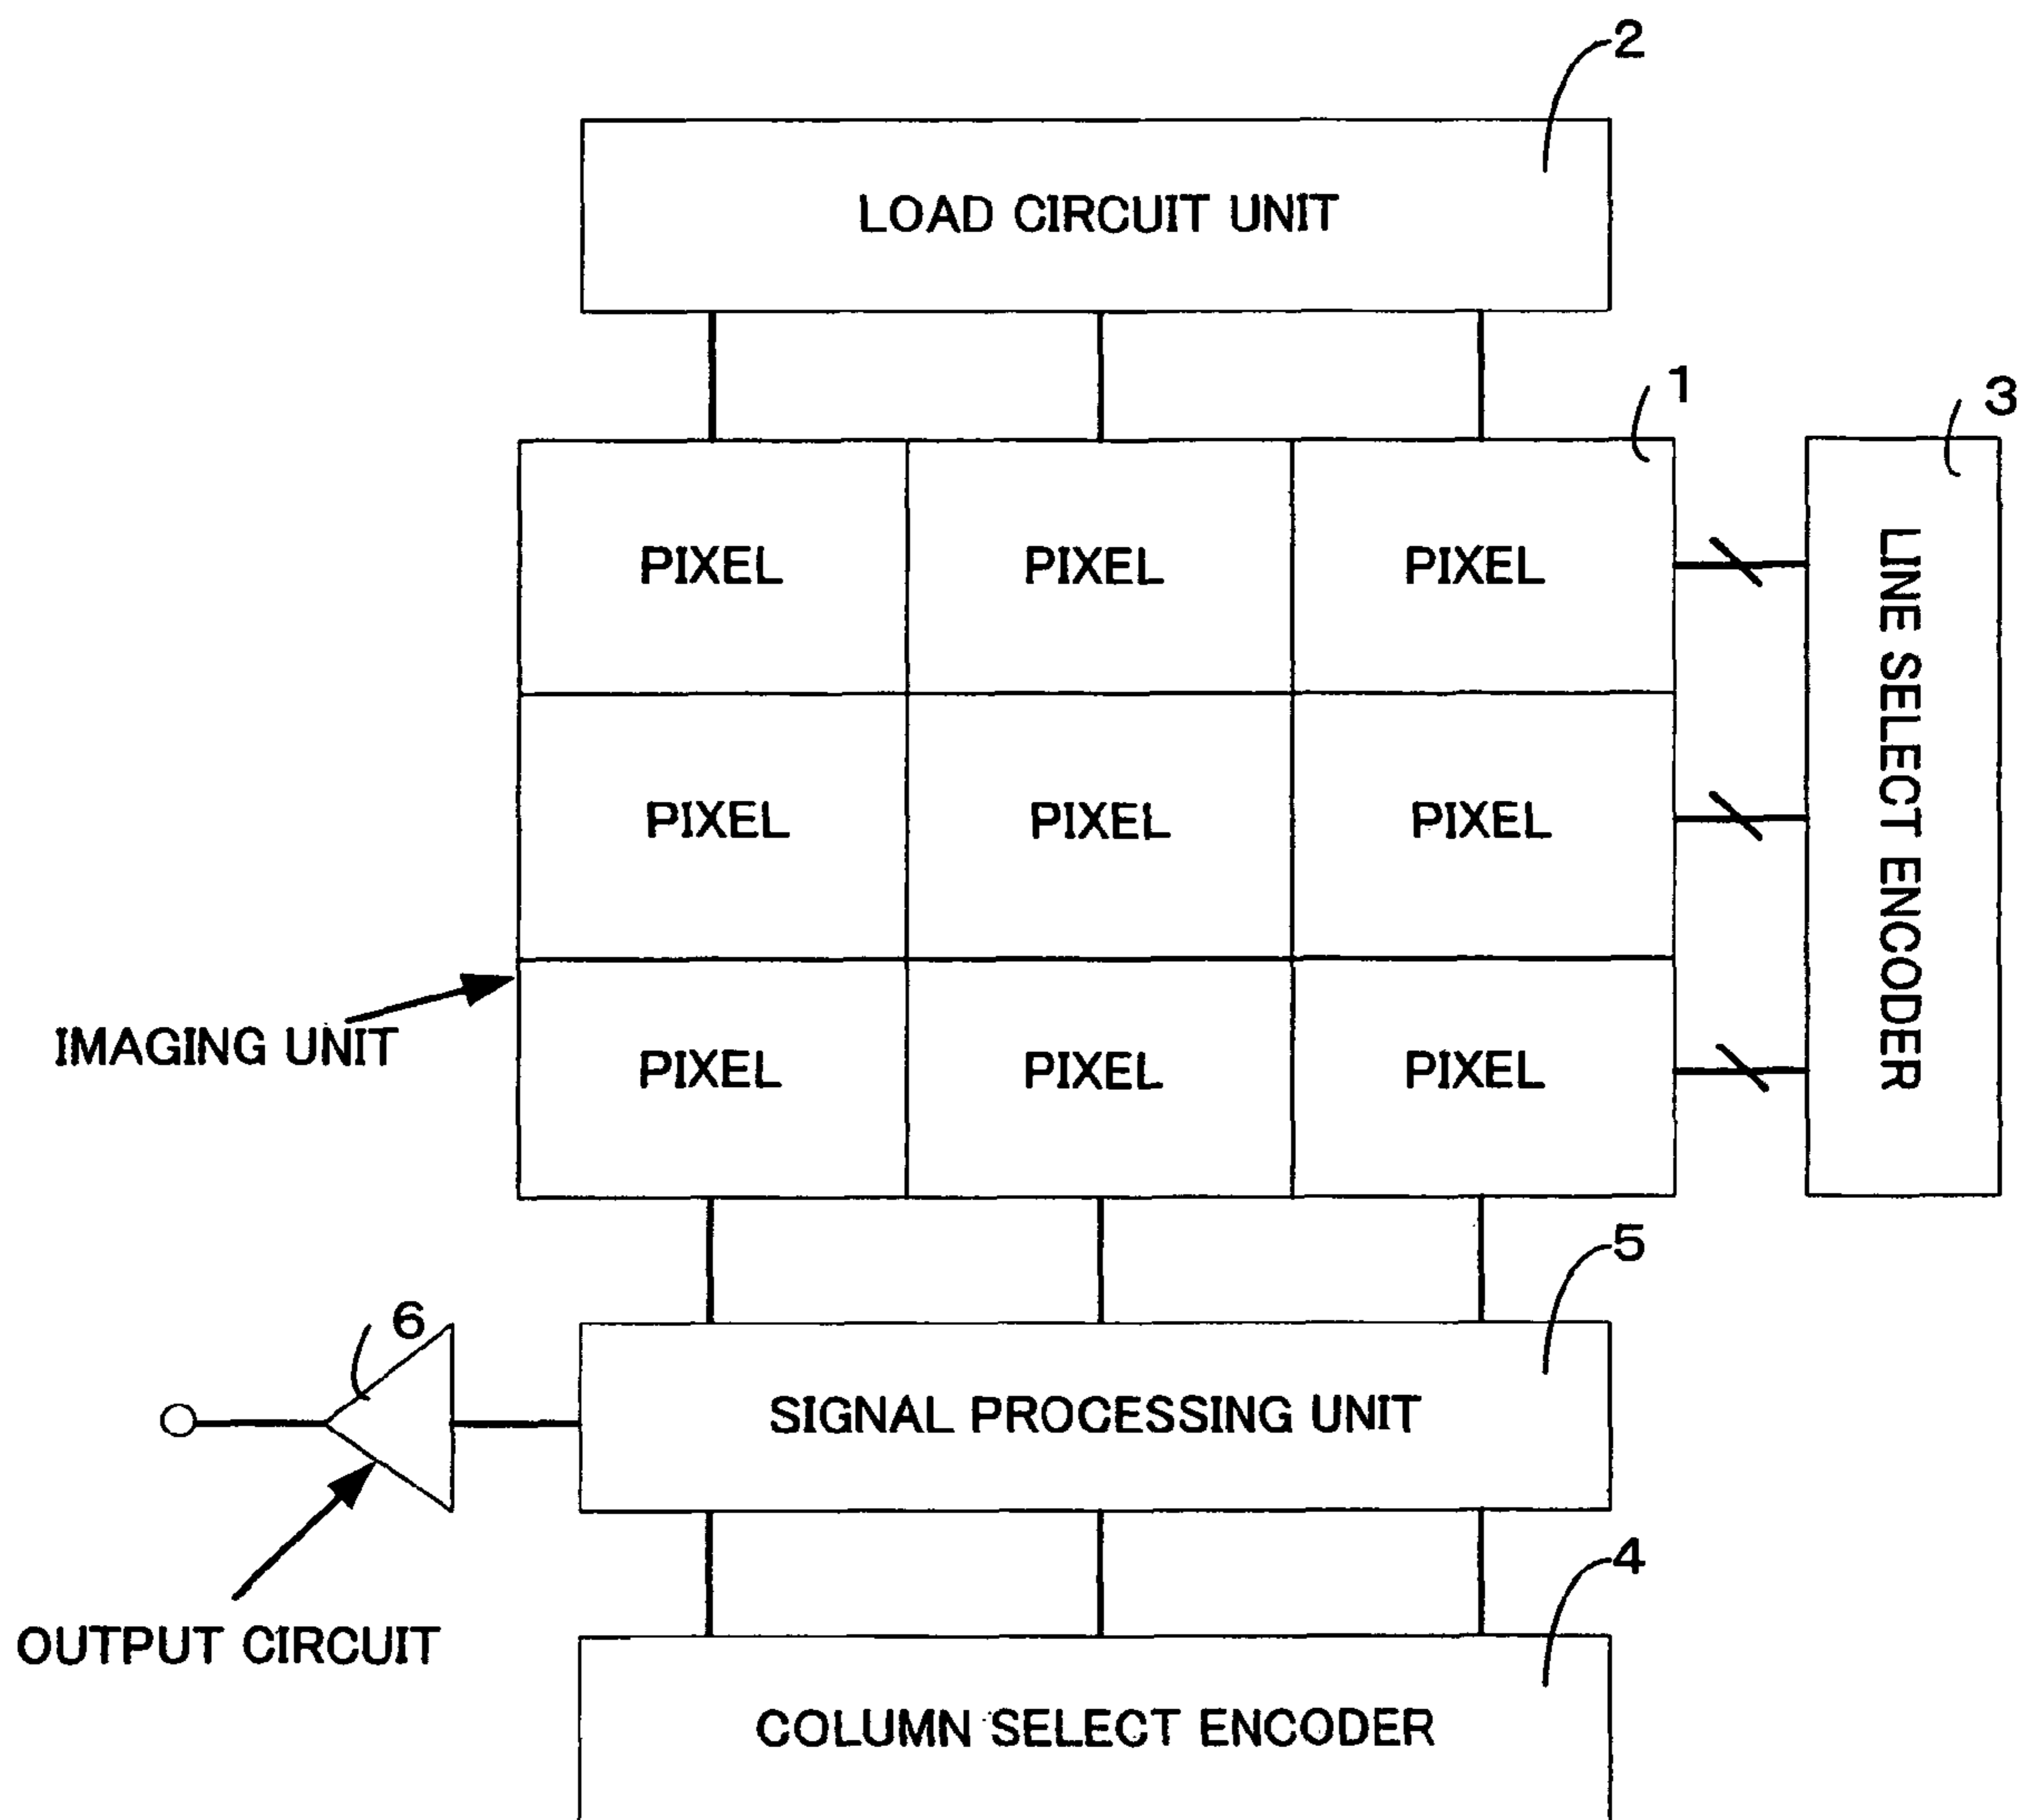 2
LOAD CIRCUIT UNIT
1
3
PIXEL PIXEL PIXEL
LINE SELECT ENCODER
PIXEL PIXEL PIXEL
IMAGING UNIT
PIXEL PIXEL PIXEL
5
6
SIGNAL PROCESSING UNIT
4
OUTPUT CIRCUIT
COLUMN SELECT ENCODER